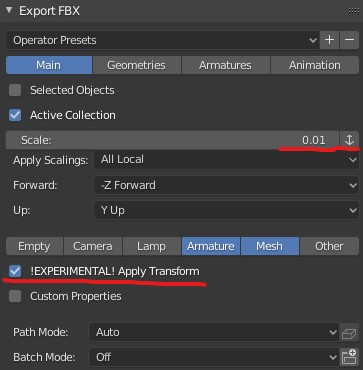 Export FBX
Operator Presets
Main Geometries Armatures Animation
Selected Objects
Active Collection
Scale: 0.01
Apply Scalings: All Local
Forward: -Z Forward
Up: Y Up
Empty Camera Lamp Armature Mesh Other
!EXPERIMENTAL! Apply Transform
Custom Properties
Path Mode: Auto
Batch Mode: Off